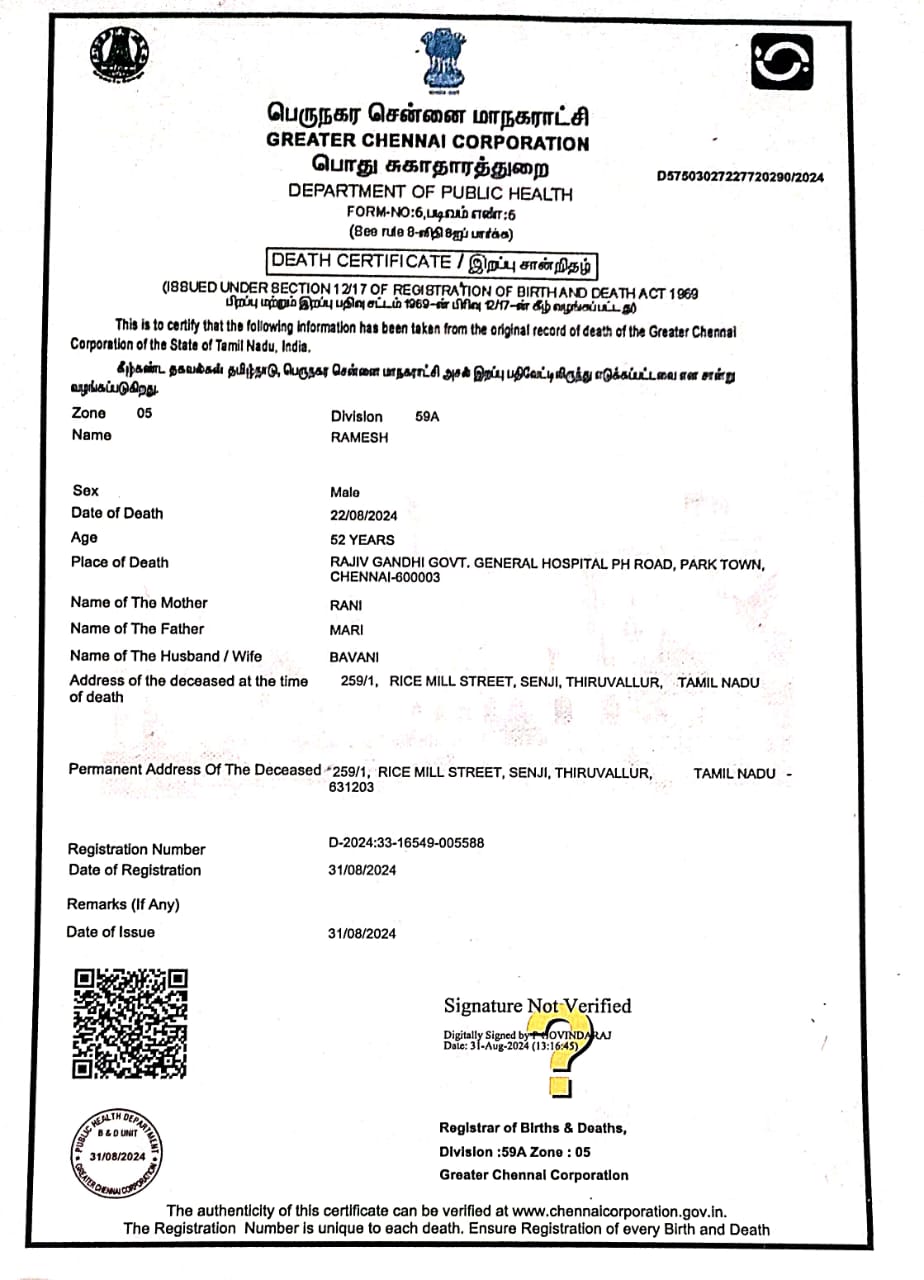 பெருநகர சென்னை மாநகராட்சி
GREATER CHENNAI CORPORATION
பொது சுகாதாரத்துறை
D57503027227720290/2024
DEPARTMENT OF PUBLIC HEALTH
FORM-NO:6,படிவம் எண்:6
(See rule 8-விதி 8ஐப் பார்க்க)
DEATH CERTIFICATE / இறப்பு சான்றிதழ்
(ISSUED UNDER SECTION 12/17 OF REGISTRATION OF BIRTH AND DEATH ACT 1969
பிறப்பு மற்றும் இறப்பு பதிவு சட்டம் 1969-ன் பிரிவு 12/17-ன் கீழ் வழங்கப்பட்டது)
This is to certify that the following information has been taken from the original record of death of the Greater Chennai
Corporation of the State of Tamil Nadu, India.
கீழ்கண்ட தகவல்கள் தமிழ்நாடு, பெருநகர சென்னை மாநகராட்சி அசல் இறப்பு பதிவேட்டிலிருந்து எடுக்கப்பட்டவை என சான்று
வழங்கப்படுகிறது.
Zone 05 Division 59A
Name RAMESH
Sex Male
Date of Death 22/08/2024
Age 52 YEARS
Place of Death RAJIV GANDHI GOVT. GENERAL HOSPITAL PH ROAD, PARK TOWN,
CHENNAI-600003
Name of The Mother RANI
Name of The Father MARI
Name of The Husband / Wife BAVANI
Address of the deceased at the time 259/1, RICE MILL STREET, SENJI, THIRUVALLUR, TAMIL NADU
of death
Permanent Address Of The Deceased 259/1, RICE MILL STREET, SENJI, THIRUVALLUR, TAMIL NADU -
631203
Registration Number D-2024:33-16549-005588
Date of Registration 31/08/2024
Remarks (If Any)
Date of Issue 31/08/2024
Signature Not Verified
Digitally Signed by P GOVINDARAJ
Date: 31-Aug-2024 (13:16:45)
?
PUBLIC HEALTH DEPARTMENT
B & D UNIT
31/08/2024
GREATER CHENNAI CORPORATION
Registrar of Births & Deaths,
Division :59A Zone : 05
Greater Chennai Corporation
The authenticity of this certificate can be verified at www.chennaicorporation.gov.in.
The Registration Number is unique to each death. Ensure Registration of every Birth and Death